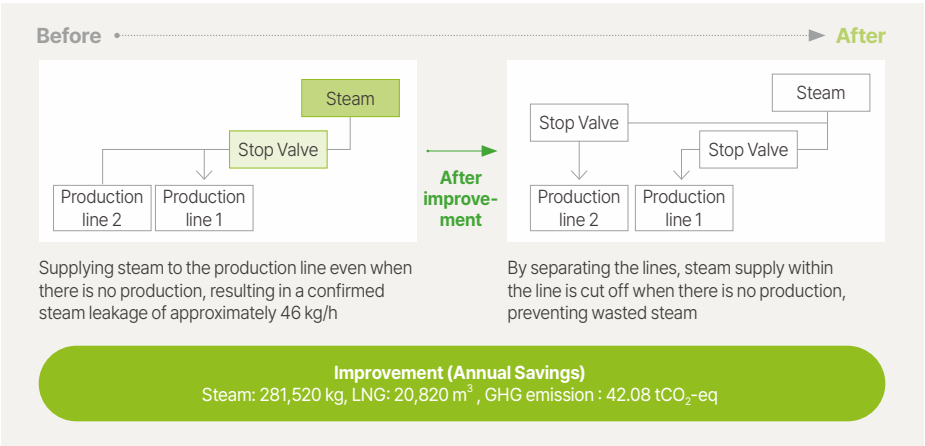 Before
After
Steam
Stop Valve
Production
line 2
Production
line 1
After
improve-
ment
Steam
Stop Valve
Stop Valve
Production
line 2
Production
line 1
Supplying steam to the production line even when
there is no production, resulting in a confirmed
steam leakage of approximately 46 kg/h
By separating the lines, steam supply within
the line is cut off when there is no production,
preventing wasted steam
Improvement (Annual Savings)
Steam: 281,520 kg, LNG: 20,820 m³ , GHG emission : 42.08 tCO₂-eq